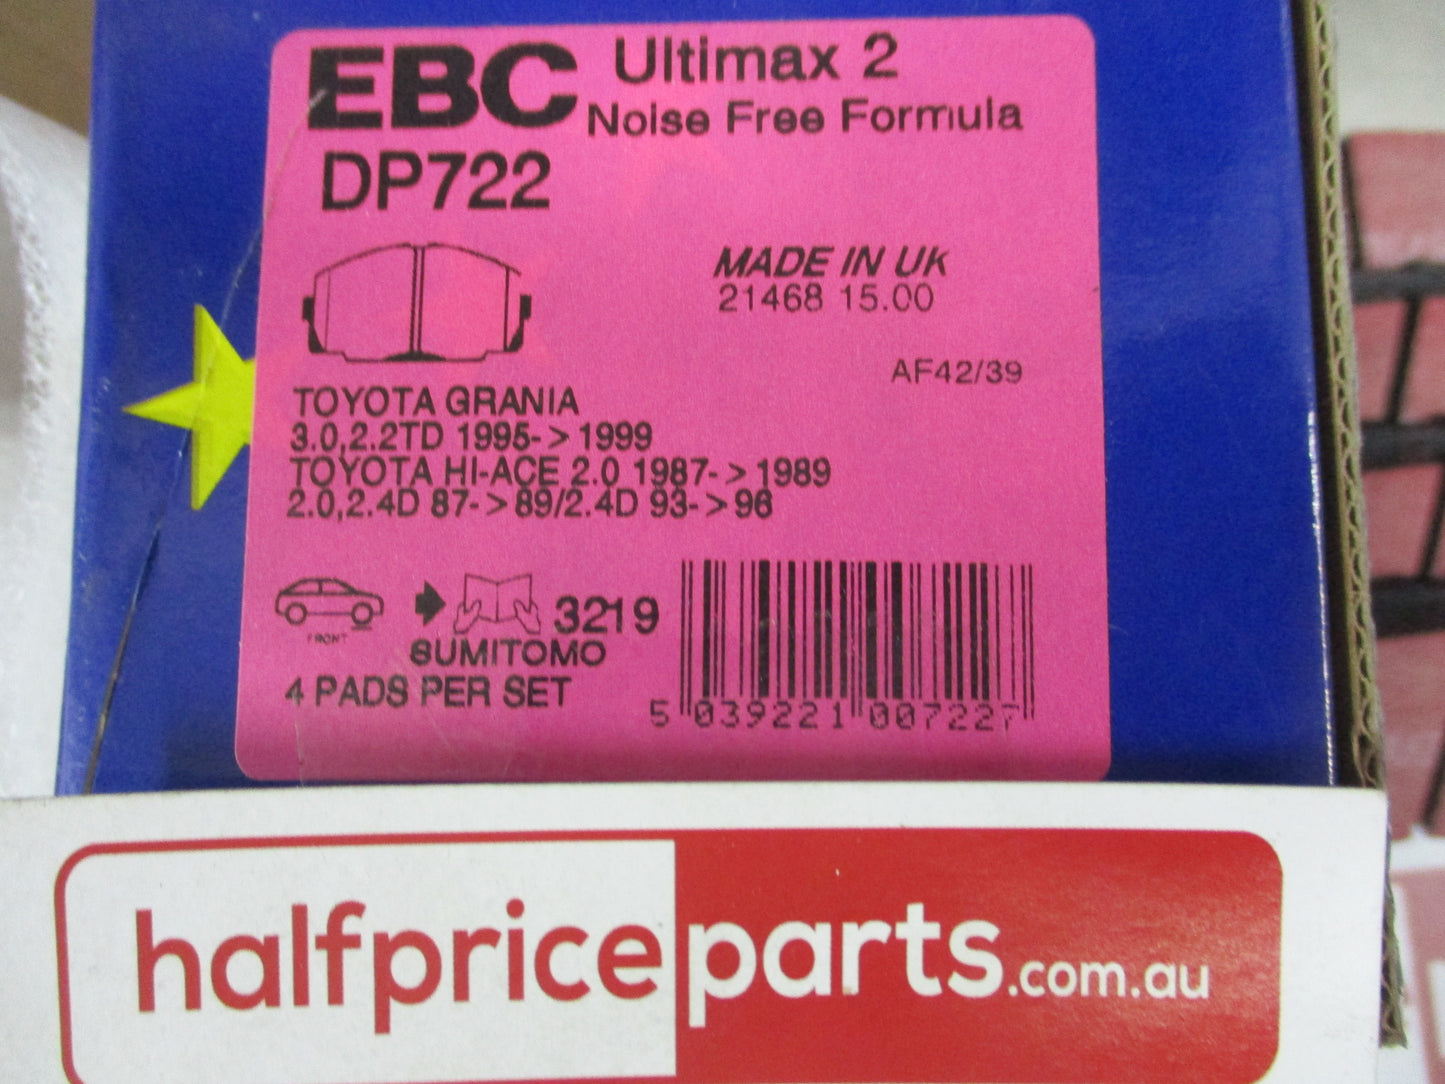 EBC Ultimax 2
Noise Free Formula
DP722
MADE IN UK
21468 15.00
AF42/39
TOYOTA GRANIA
3.0,2.2TD 1995->1999
TOYOTA HI-ACE 2.0 1987->1989
2.0,2.4D 87->89/2.4D 93->96
FRONT
3219
SUMITOMO
4 PADS PER SET
5 039221 007227
halfpriceparts.com.au